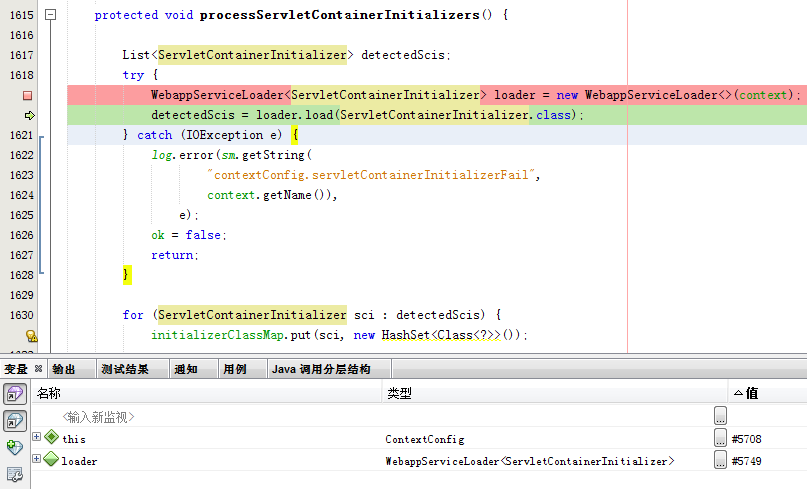 1615 protected void processServletContainerInitializers() {
1616
1617 List<ServletContainerInitializer> detectedScis;
1618 try {
WebappServiceLoader<ServletContainerInitializer> loader = new WebappServiceLoader<>(context);
detectedScis = loader.load(ServletContainerInitializer.class);
1621 } catch (IOException e) {
1622 log.error(sm.getString(
1623 "contextConfig.servletContainerInitializerFail",
1624 context.getName()),
1625 e);
1626 ok = false;
1627 return;
1628 }
1629
1630 for (ServletContainerInitializer sci : detectedScis) {
initializerClassMap.put(sci, new HashSet<Class<?>>());
变量 输出 测试结果 通知 用例 Java 调用分层结构
名称 类型 值
<输入新监视> ...
this ContextConfig ... #5708
loader WebappServiceLoader<ServletContainerInitializer> ... #5749